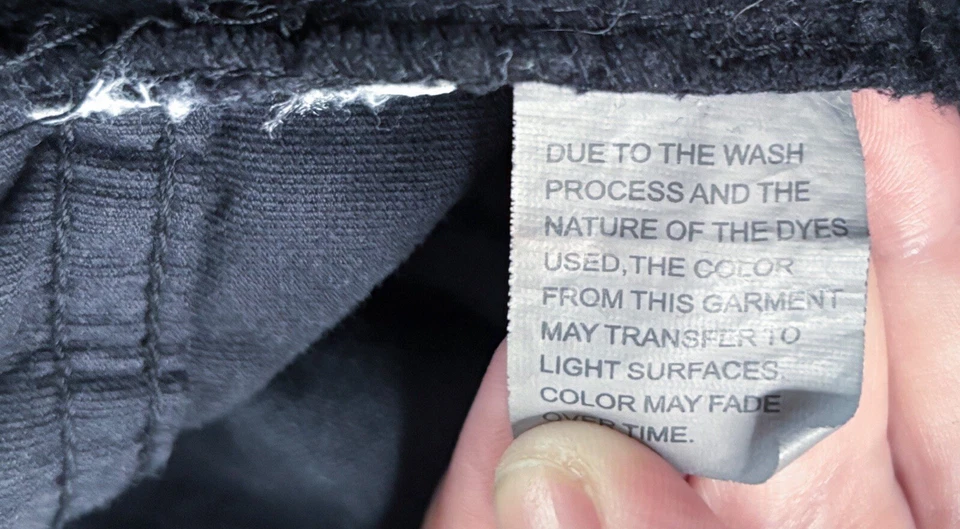 DUE TO THE WASH
PROCESS AND THE
NATURE OF THE DYES
USED,THE COLOR
FROM THIS GARMENT
MAY TRANSFER TO
LIGHT SURFACES.
COLOR MAY FADE
OVER TIME.